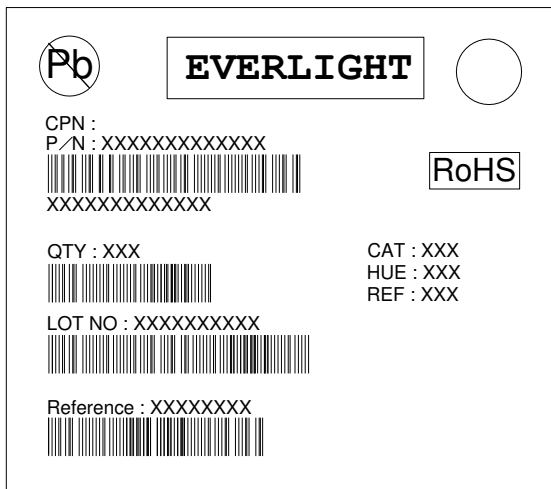 Pb
EVERLIGHT
CPN :
P/N : XXXXXXXXXXXXX
RoHS
XXXXXXXXXXXXX
QTY : XXX
CAT : XXX
HUE : XXX
REF : XXX
LOT NO : XXXXXXXXXX
Reference : XXXXXXXX